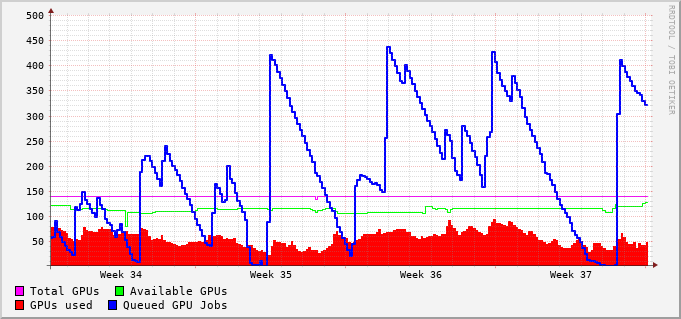 500
450
400
350
300
250
200
150
100
50
Week 34 Week 35 Week 36 Week 37
Total GPUs Available GPUs
GPUs used Queued GPU Jobs
RRDTOOL / TOBI OETIKER